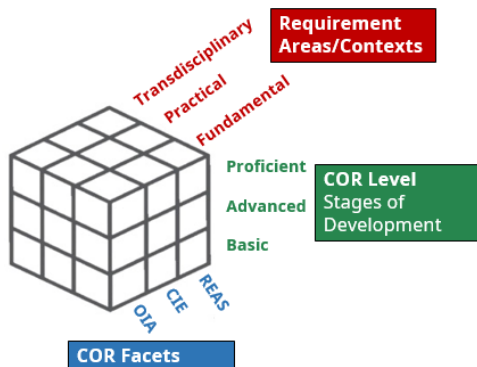 Requirement
Areas/Contexts
Transdisciplinary
Practical
Fundamental
Proficient
Advanced
Basic
COR Level
Stages of
Development
OIA
CIE
REAS
COR Facets